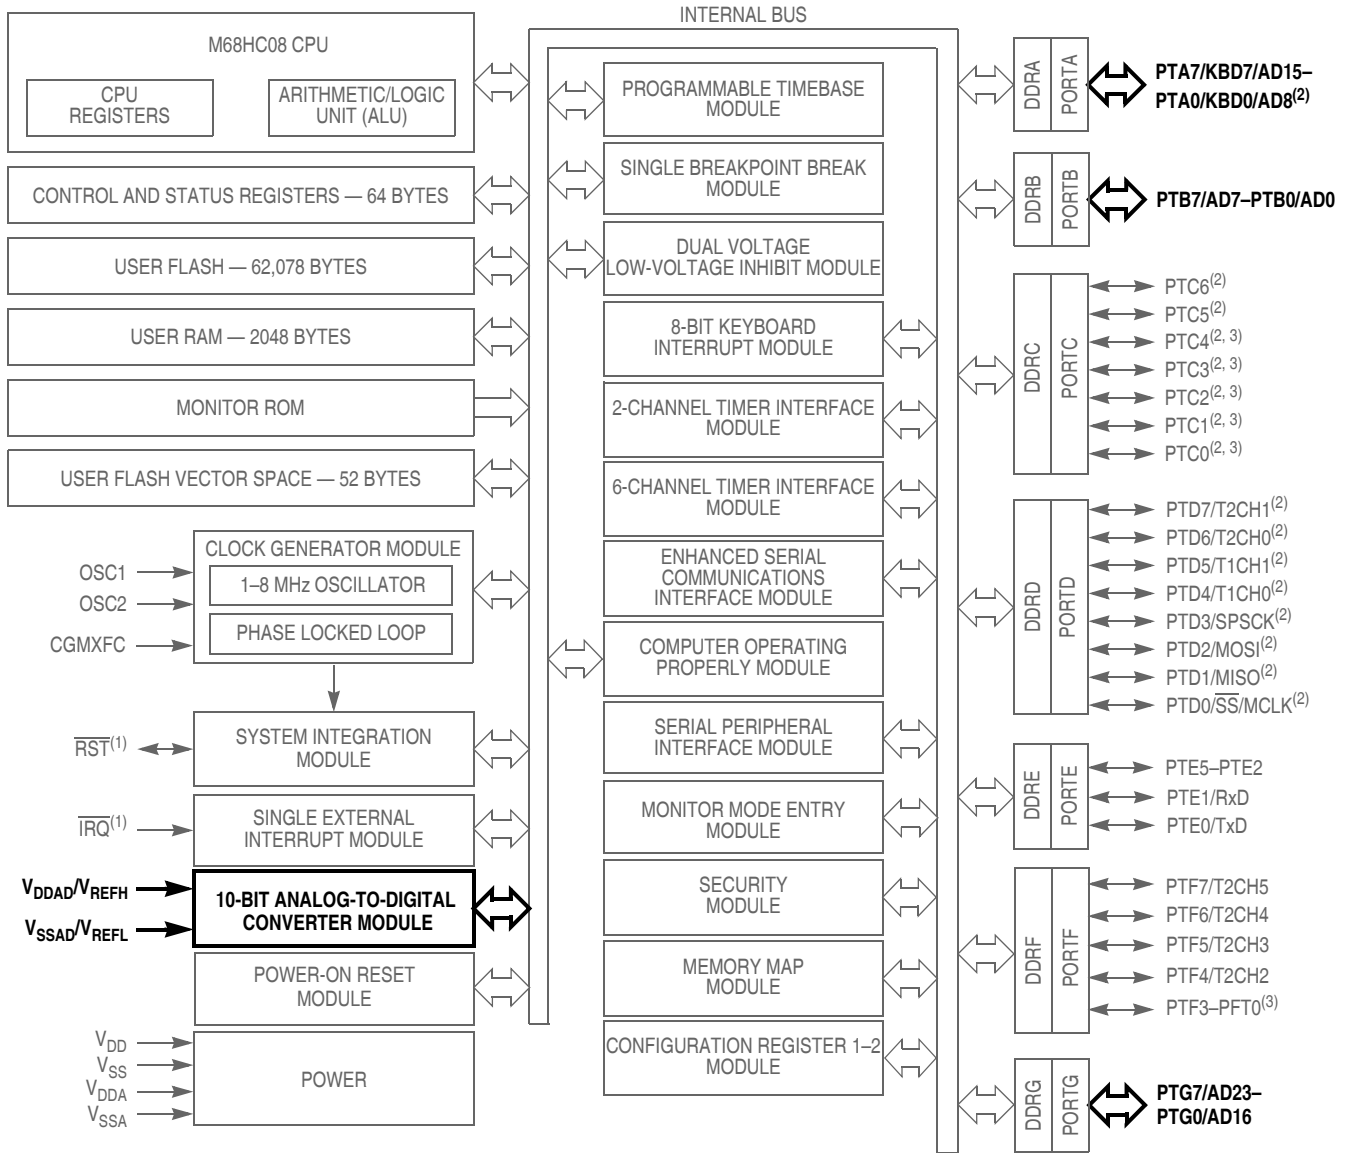 INTERNAL BUS
M68HC08 CPU
CPU
REGISTERS
ARITHMETIC/LOGIC
UNIT (ALU)
CONTROL AND STATUS REGISTERS — 64 BYTES
USER FLASH — 62,078 BYTES
USER RAM — 2048 BYTES
MONITOR ROM
USER FLASH VECTOR SPACE — 52 BYTES
CLOCK GENERATOR MODULE
1–8 MHz OSCILLATOR
PHASE LOCKED LOOP
OSC1
OSC2
CGMXFC
SYSTEM INTEGRATION
MODULE
RST(1)
SINGLE EXTERNAL
INTERRUPT MODULE
IRQ(1)
10-BIT ANALOG-TO-DIGITAL
CONVERTER MODULE
VDDAD/VREFH
VSSAD/VREFL
POWER-ON RESET
MODULE
POWER
VDD
VSS
VDDA
VSSA
PROGRAMMABLE TIMEBASE
MODULE
SINGLE BREAKPOINT BREAK
MODULE
DUAL VOLTAGE
LOW-VOLTAGE INHIBIT MODULE
8-BIT KEYBOARD
INTERRUPT MODULE
2-CHANNEL TIMER INTERFACE
MODULE
6-CHANNEL TIMER INTERFACE
MODULE
ENHANCED SERIAL
COMMUNICATIONS
INTERFACE MODULE
COMPUTER OPERATING
PROPERLY MODULE
SERIAL PERIPHERAL
INTERFACE MODULE
MONITOR MODE ENTRY
MODULE
SECURITY
MODULE
MEMORY MAP
MODULE
CONFIGURATION REGISTER 1–2
MODULE
DDRA
PORTA
PTA7/KBD7/AD15–
PTA0/KBD0/AD8(2)
DDRB
PORTB
PTB7/AD7–PTB0/AD0
DDRC
PORTC
PTC6(2)
PTC5(2)
PTC4(2, 3)
PTC3(2, 3)
PTC2(2, 3)
PTC1(2, 3)
PTC0(2, 3)
DDRD
PORTD
PTD7/T2CH1(2)
PTD6/T2CH0(2)
PTD5/T1CH1(2)
PTD4/T1CH0(2)
PTD3/SPSCK(2)
PTD2/MOSI(2)
PTD1/MISO(2)
PTD0/SS/MCLK(2)
DDRE
PORTE
PTE5–PTE2
PTE1/RxD
PTE0/TxD
DDRF
PORTF
PTF7/T2CH5
PTF6/T2CH4
PTF5/T2CH3
PTF4/T2CH2
PTF3–PFT0(3)
DDRG
PORTG
PTG7/AD23–
PTG0/AD16